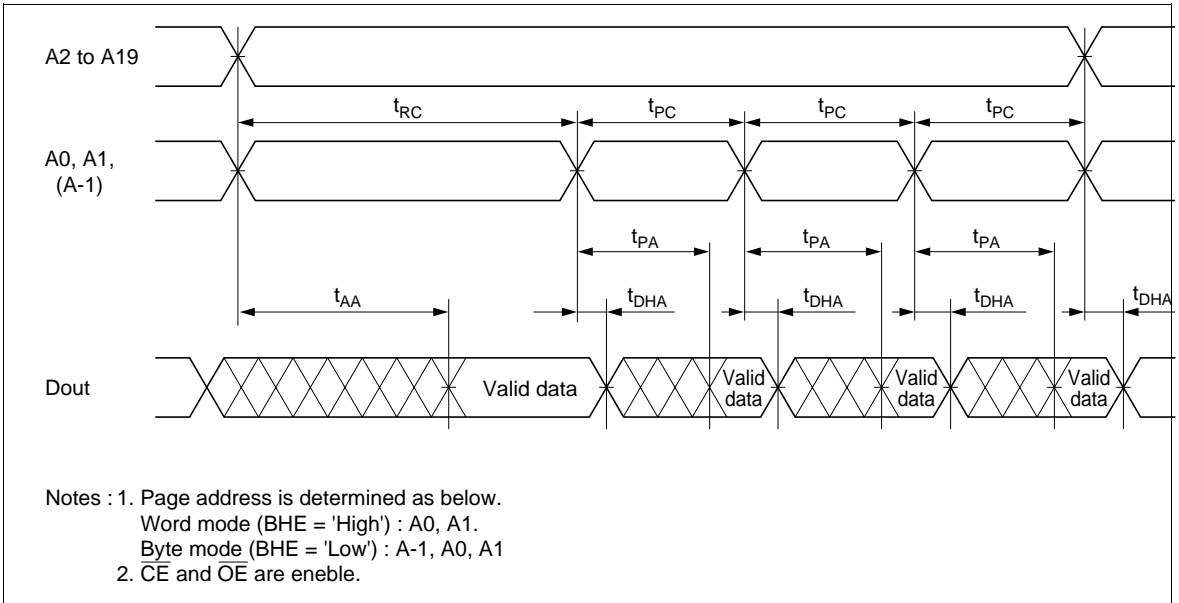 A2 to A19
tRC tPC tPC tPC
A0, A1,
(A-1)
tPA tPA tPA
tAA tDHA tDHA tDHA tDHA
Dout Valid data Valid data Valid data Valid data
Notes : 1. Page address is determined as below.
Word mode (BHE = 'High') : A0, A1.
Byte mode (BHE = 'Low') : A-1, A0, A1
2. C̅E̅ and O̅E̅ are eneble.